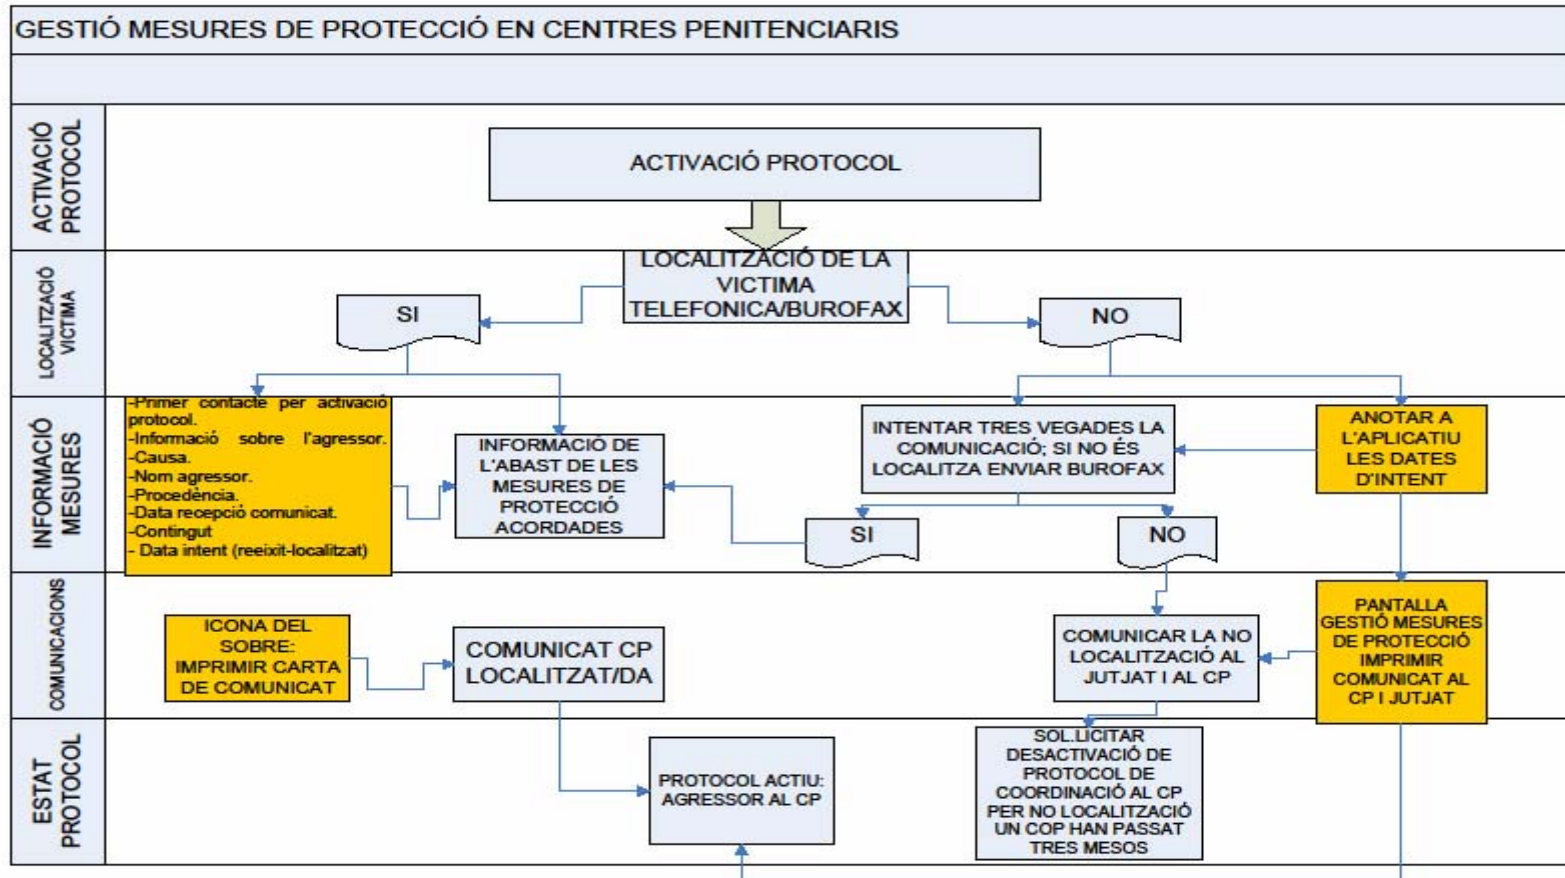 GESTIÓ MESURES DE PROTECCIÓ EN CENTRES PENITENCIARIS
ACTIVACIÓ
PROTOCOL
ACTIVACIÓ PROTOCOL
LOCALITZACIÓ
VICTIMA
LOCALITZACIÓ DE LA
VICTIMA
TELEFONICA/BUROFAX
SI
NO
INFORMACIÓ
MESURES
-Primer contacte per activació
protocol.
-Informació sobre l'agressor.
-Causa.
-Nom agressor.
-Procedència.
-Data recepció comunicat.
-Contingut
- Data intent (reeixit-localitzat)
INFORMACIÓ DE
L'ABAST DE LES
MESURES DE
PROTECCIÓ
ACORDADES
INTENTAR TRES VEGADES LA
COMUNICACIÓ; SI NO ÉS
LOCALITZA ENVIAR BUROFAX
ANOTAR A
L'APLICATIU
LES DATES
D'INTENT
SI
NO
COMUNICACIONS
ICONA DEL
SOBRE:
IMPRIMIR CARTA
DE COMUNICAT
COMUNICAT CP
LOCALITZAT/DA
COMUNICAR LA NO
LOCALITZACIÓ AL
JUTJAT I AL CP
PANTALLA
GESTIÓ MESURES
DE PROTECCIÓ
IMPRIMIR
COMUNICAT AL
CP I JUTJAT
ESTAT
PROTOCOL
PROTOCOL ACTIU:
AGRESSOR AL CP
SOL.LICITAR
DESACTIVACIÓ DE
PROTOCOL DE
COORDINACIÓ AL CP
PER NO LOCALITZACIÓ
UN COP HAN PASSAT
TRES MESOS